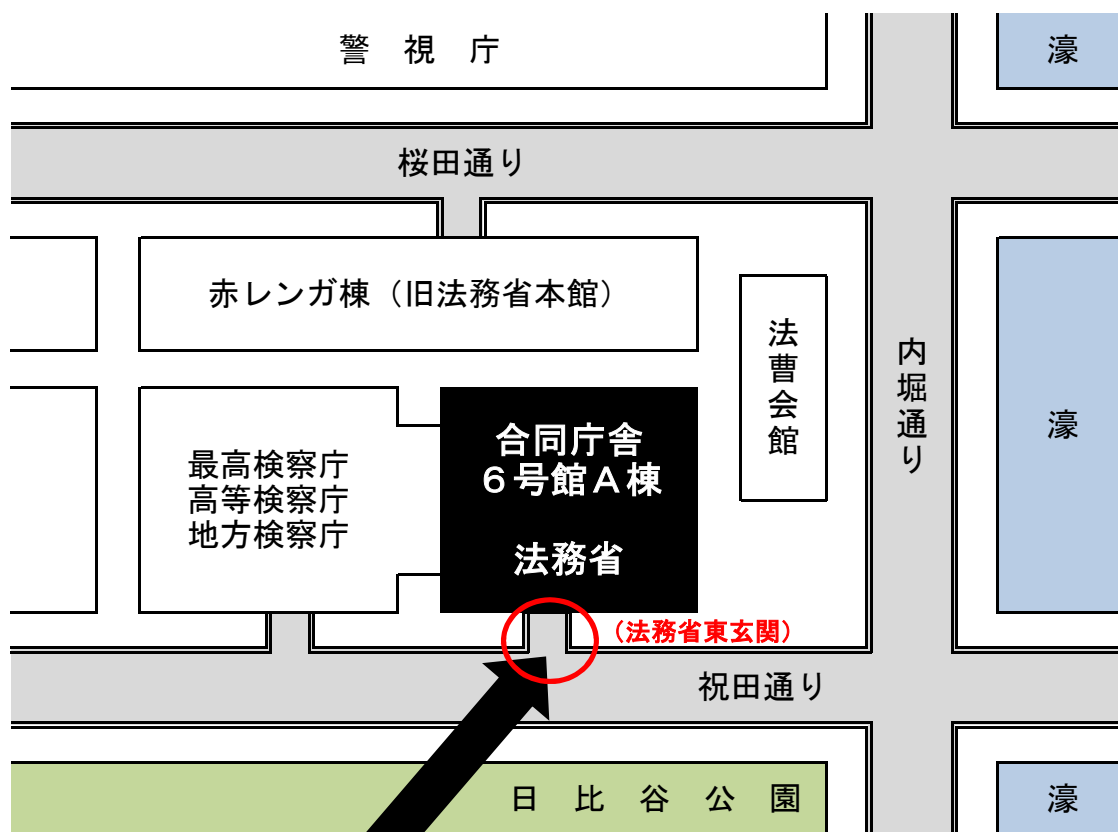 警視庁
濠
桜田通り
赤レンガ棟（旧法務省本館）
法曹会館
内堀通り
濠
最高検察庁
高等検察庁
地方検察庁
合同庁舎
６号館Ａ棟
法務省
（法務省東玄関）
祝田通り
日比谷公園
濠